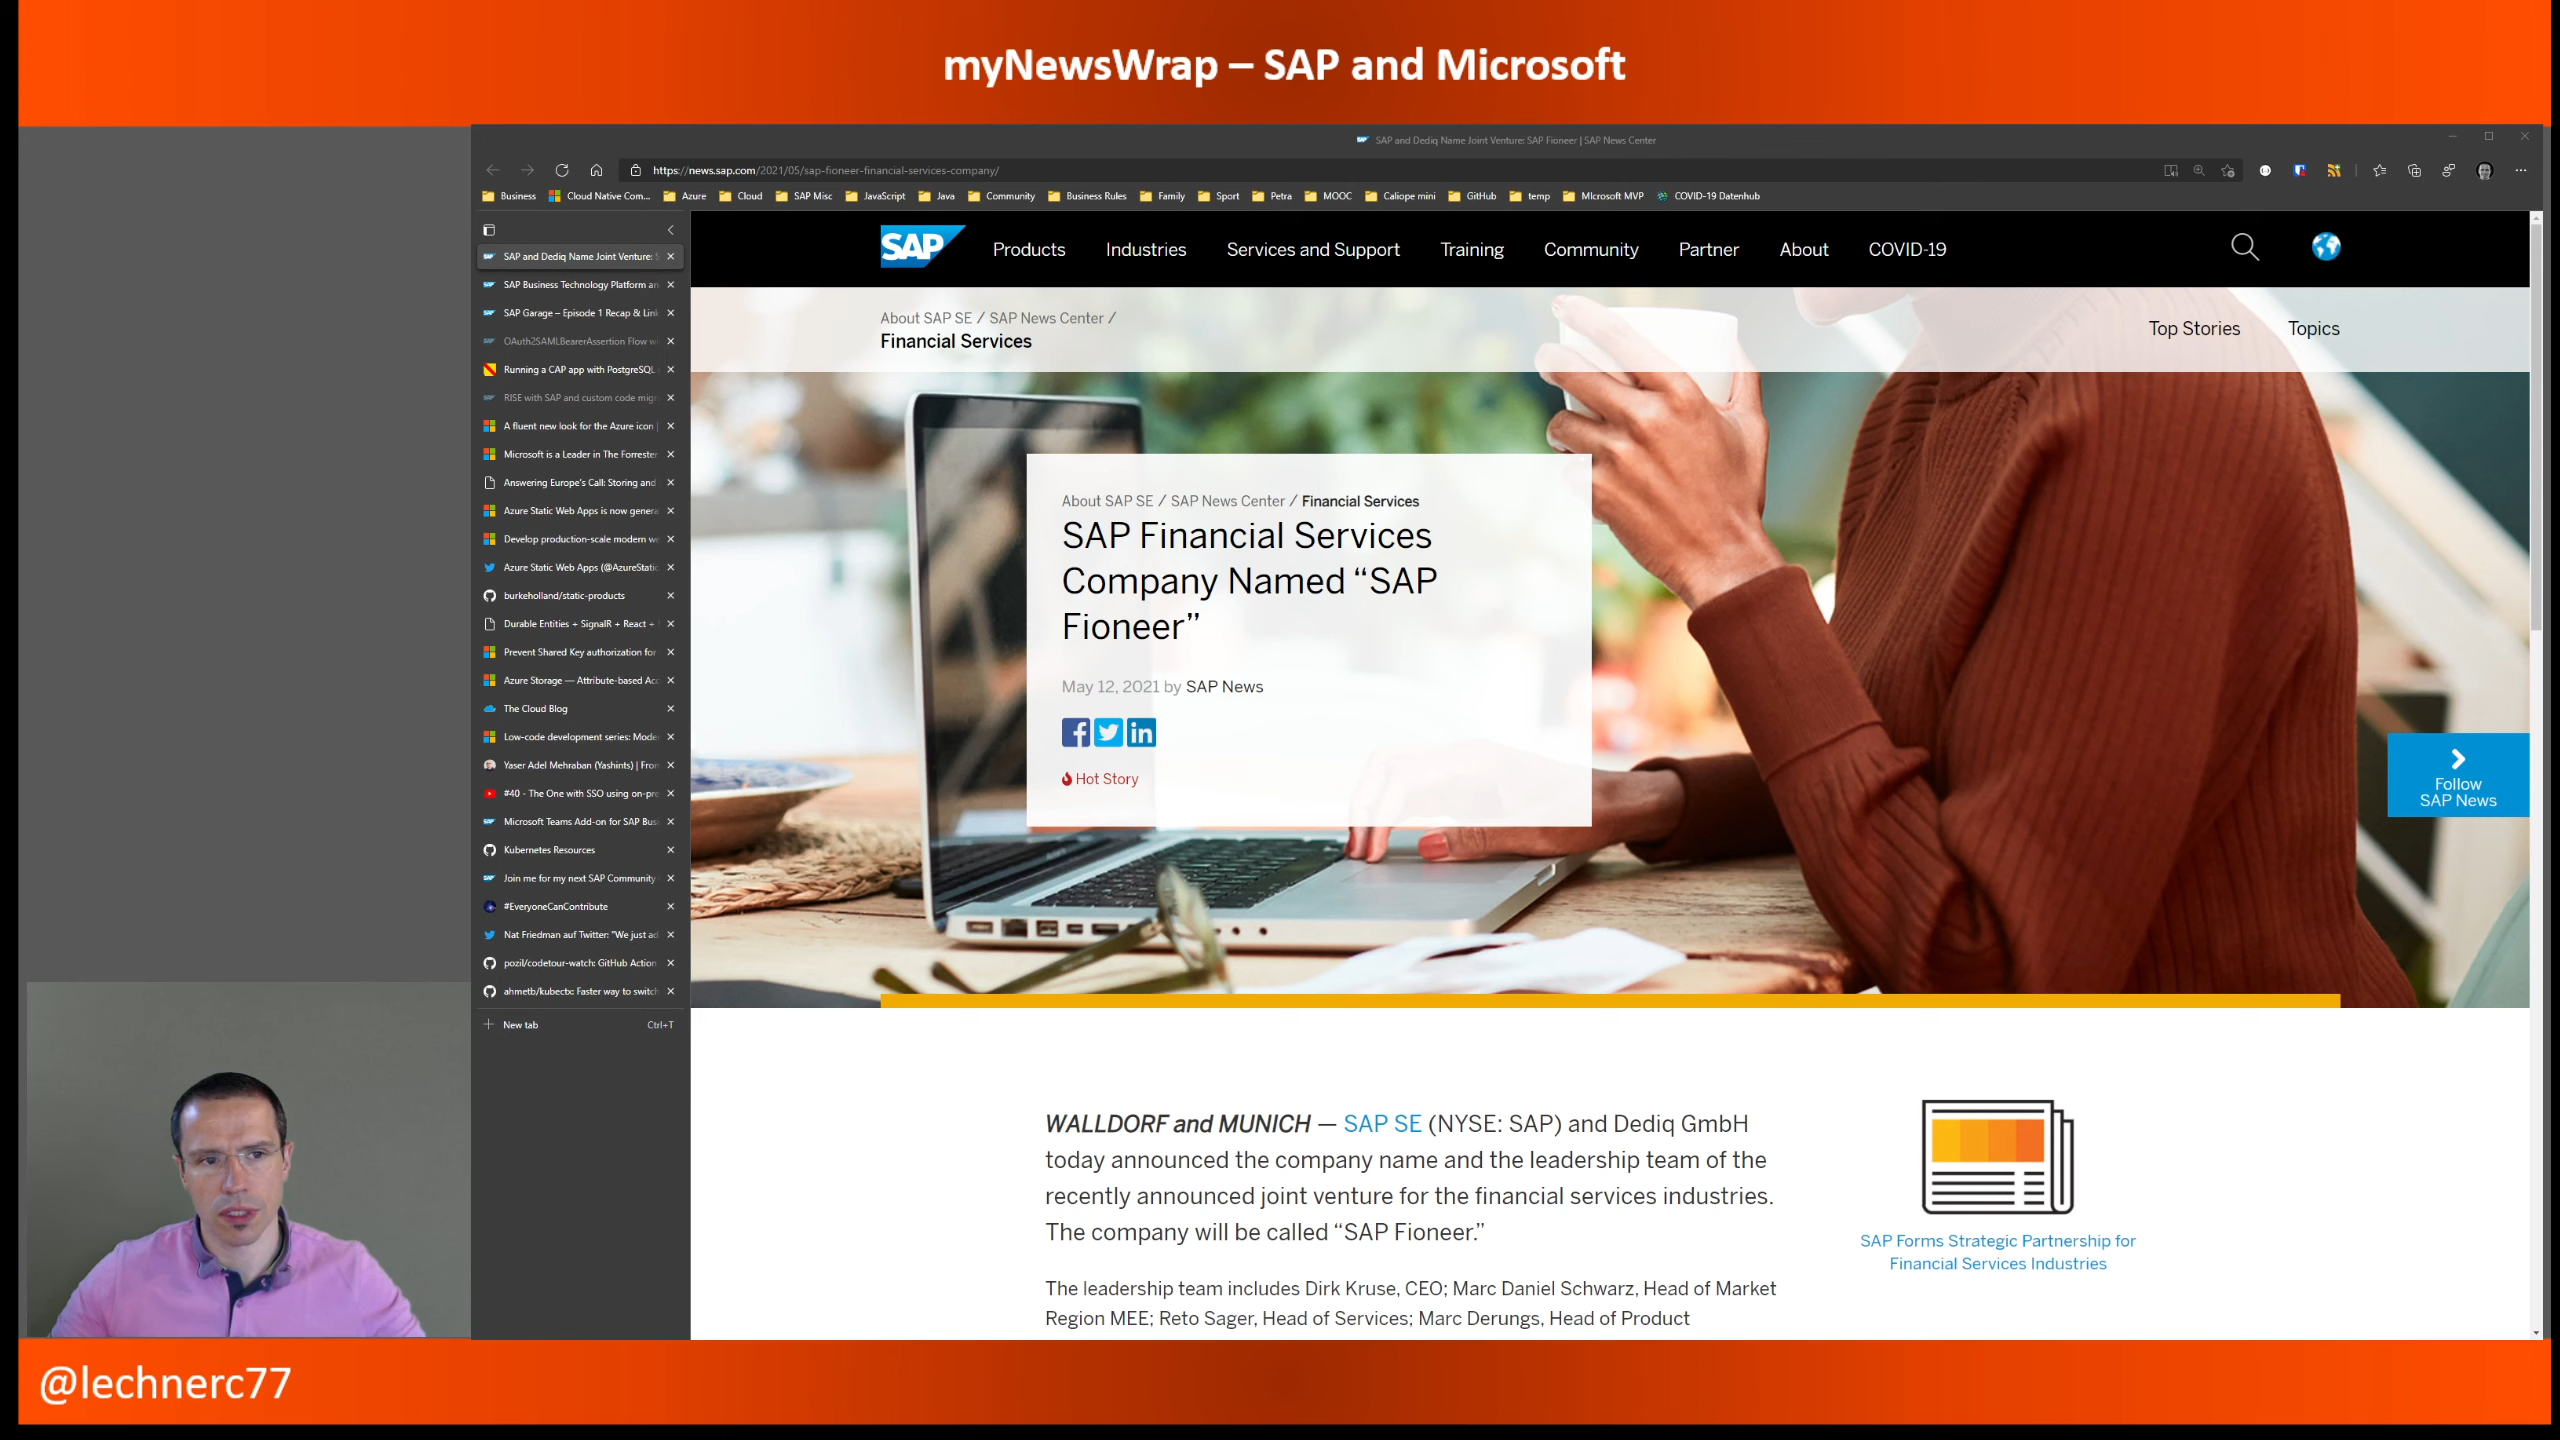 myNewsWrap – SAP and Microsoft
SAP and Dediq Name Joint Venture: SAP Fioneer | SAP News Center
https://news.sap.com/2021/05/sap-fioneer-financial-services-company/
Business
Cloud Native Com...
Azure
Cloud
SAP Misc
JavaScript
Java
Community
Business Rules
Family
Sport
Petra
MOOC
Caliope mini
GitHub
temp
Microsoft MVP
COVID-19 Datenhub
SAP and Dediq Name Joint Venture:
SAP Business Technology Platform an
SAP Garage – Episode 1 Recap & Link
OAuth2SAMLBearerAssertion Flow wi
Running a CAP app with PostgreSQL
RISE with SAP and custom code migr
A fluent new look for the Azure icon |
Microsoft is a Leader in The Forrester
Answering Europe's Call: Storing and
Azure Static Web Apps is now genera
Develop production-scale modern we
Azure Static Web Apps (@AzureStatic
burkeholland/static-products
Durable Entities + SignalR + React +
Prevent Shared Key authorization for
Azure Storage — Attribute-based Acc
The Cloud Blog
Low-code development series: Mode
Yaser Adel Mehraban (Yashints) | Fron
#40 - The One with SSO using on-pre
Microsoft Teams Add-on for SAP Bus
Kubernetes Resources
Join me for my next SAP Community
#EveryoneCanContribute
Nat Friedman auf Twitter: "We just ad
pozil/codetour-watch: GitHub Action
ahmetb/kubectx: Faster way to switch
New tab Ctrl+T
SAP
Products
Industries
Services and Support
Training
Community
Partner
About
COVID-19
About SAP SE / SAP News Center /
Financial Services
Top Stories
Topics
About SAP SE / SAP News Center / Financial Services
SAP Financial Services
Company Named “SAP
Fioneer”
May 12, 2021 by SAP News
Hot Story
Follow
SAP News
WALLDORF and MUNICH — SAP SE (NYSE: SAP) and Dediq GmbH
today announced the company name and the leadership team of the
recently announced joint venture for the financial services industries.
The company will be called “SAP Fioneer.”
The leadership team includes Dirk Kruse, CEO; Marc Daniel Schwarz, Head of Market
Region MEE; Reto Sager, Head of Services; Marc Derungs, Head of Product
SAP Forms Strategic Partnership for
Financial Services Industries
@lechnerc77